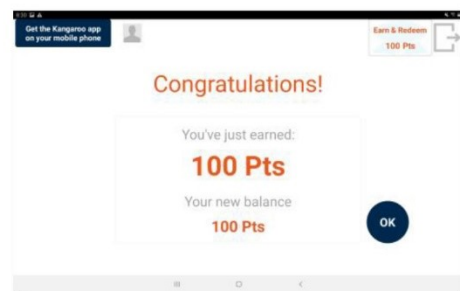 Get the Kangaroo app
on your mobile phone
Earn & Redeem
100 Pts
Congratulations!
You've just earned:
100 Pts
Your new balance
100 Pts
OK